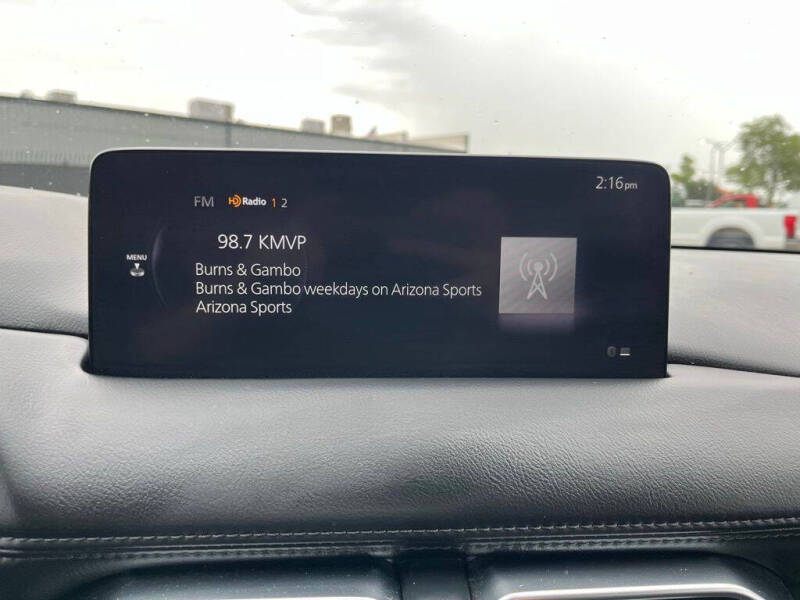 2:16pm
FM HD Radio 1 2
98.7 KMVP
MENU
Burns & Gambo
Burns & Gambo weekdays on Arizona Sports
Arizona Sports